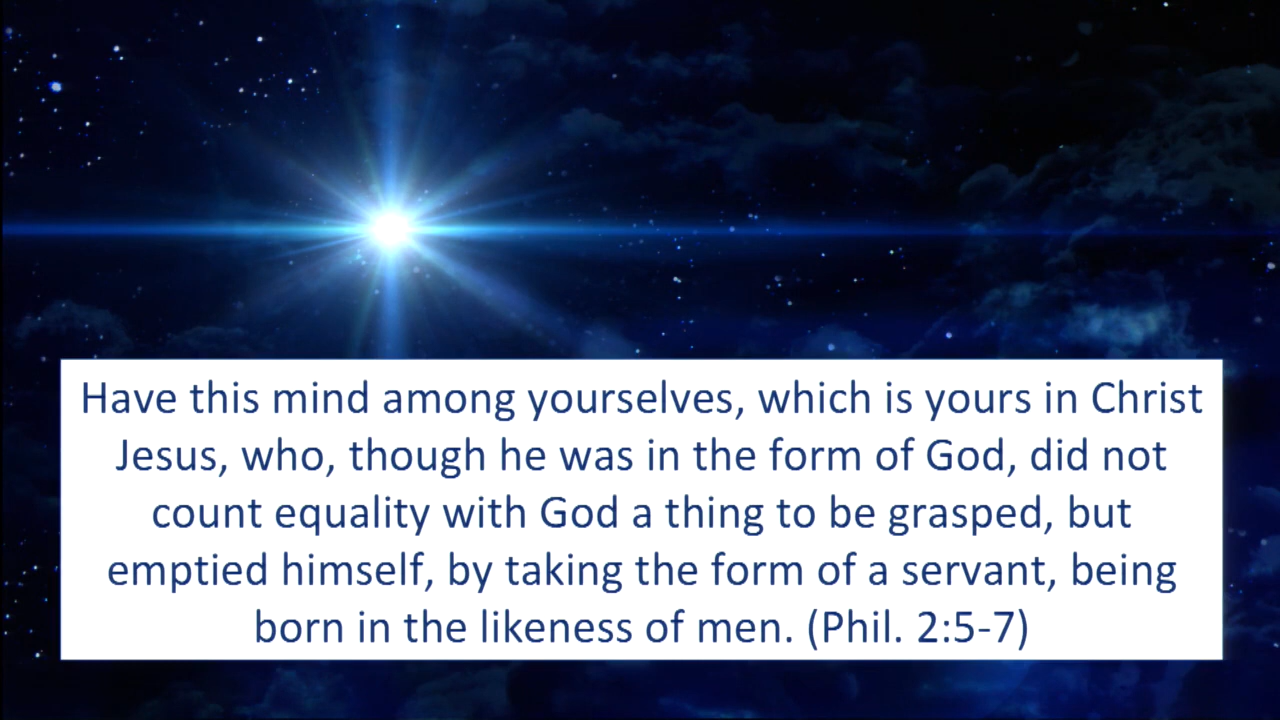 Have this mind among yourselves, which is yours in Christ
Jesus, who, though he was in the form of God, did not
count equality with God a thing to be grasped, but
emptied himself, by taking the form of a servant, being
born in the likeness of men. (Phil. 2:5-7)